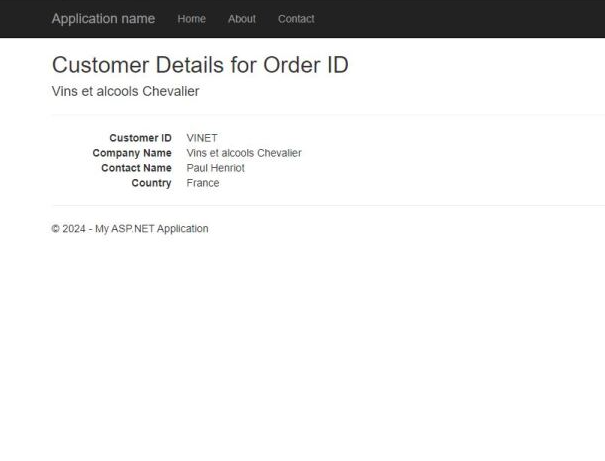 Application name Home About Contact
Customer Details for Order ID
Vins et alcools Chevalier
Customer ID VINET
Company Name Vins et alcools Chevalier
Contact Name Paul Henriot
Country France
© 2024 - My ASP.NET Application